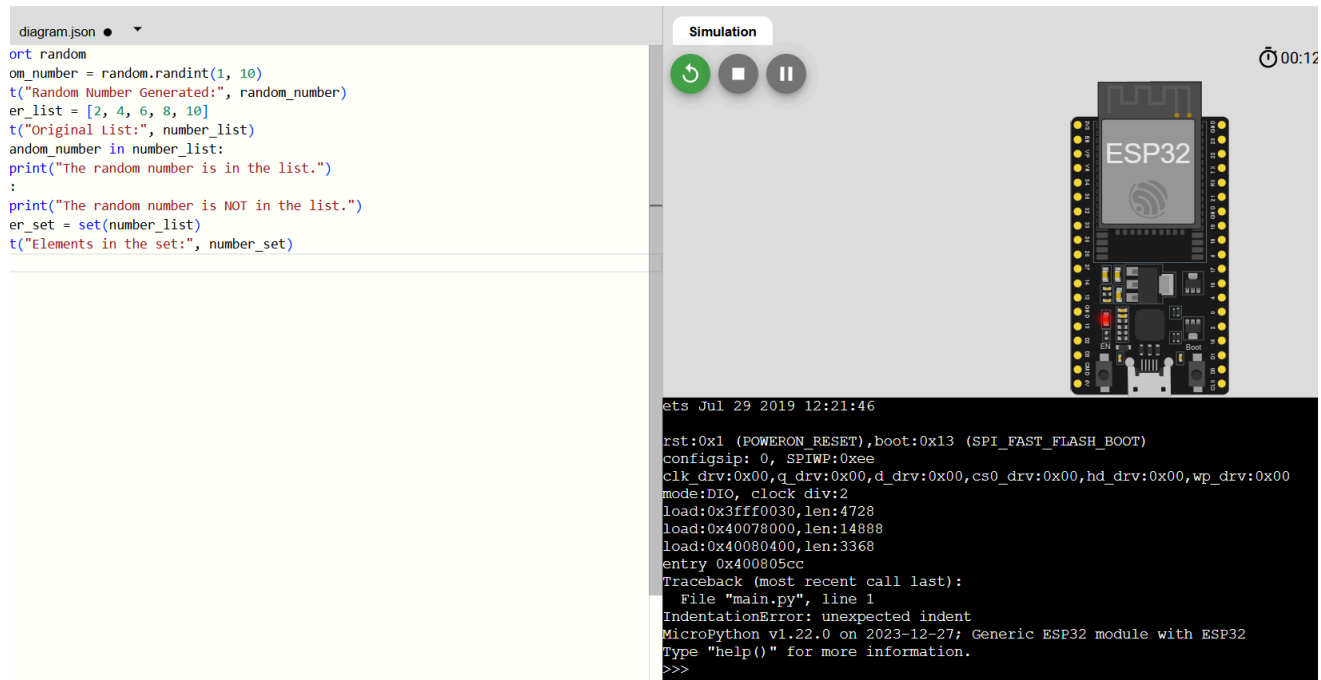 diagram.json
ort random
om_number = random.randint(1, 10)
t("Random Number Generated:", random_number)
er_list = [2, 4, 6, 8, 10]
t("Original List:", number_list)
andom_number in number_list:
print("The random number is in the list.")
:
print("The random number is NOT in the list.")
er_set = set(number_list)
t("Elements in the set:", number_set)
Simulation
00:12
ESP32
EN
Boot
ets Jul 29 2019 12:21:46
rst:0x1 (POWERON_RESET),boot:0x13 (SPI_FAST_FLASH_BOOT)
configsip: 0, SPIWP:0xee
clk_drv:0x00,q_drv:0x00,d_drv:0x00,cs0_drv:0x00,hd_drv:0x00,wp_drv:0x00
mode:DIO, clock div:2
load:0x3fff0030,len:4728
load:0x40078000,len:14888
load:0x40080400,len:3368
entry 0x400805cc
Traceback (most recent call last):
File "main.py", line 1
IndentationError: unexpected indent
MicroPython v1.22.0 on 2023-12-27; Generic ESP32 module with ESP32
Type "help()" for more information.
>>>